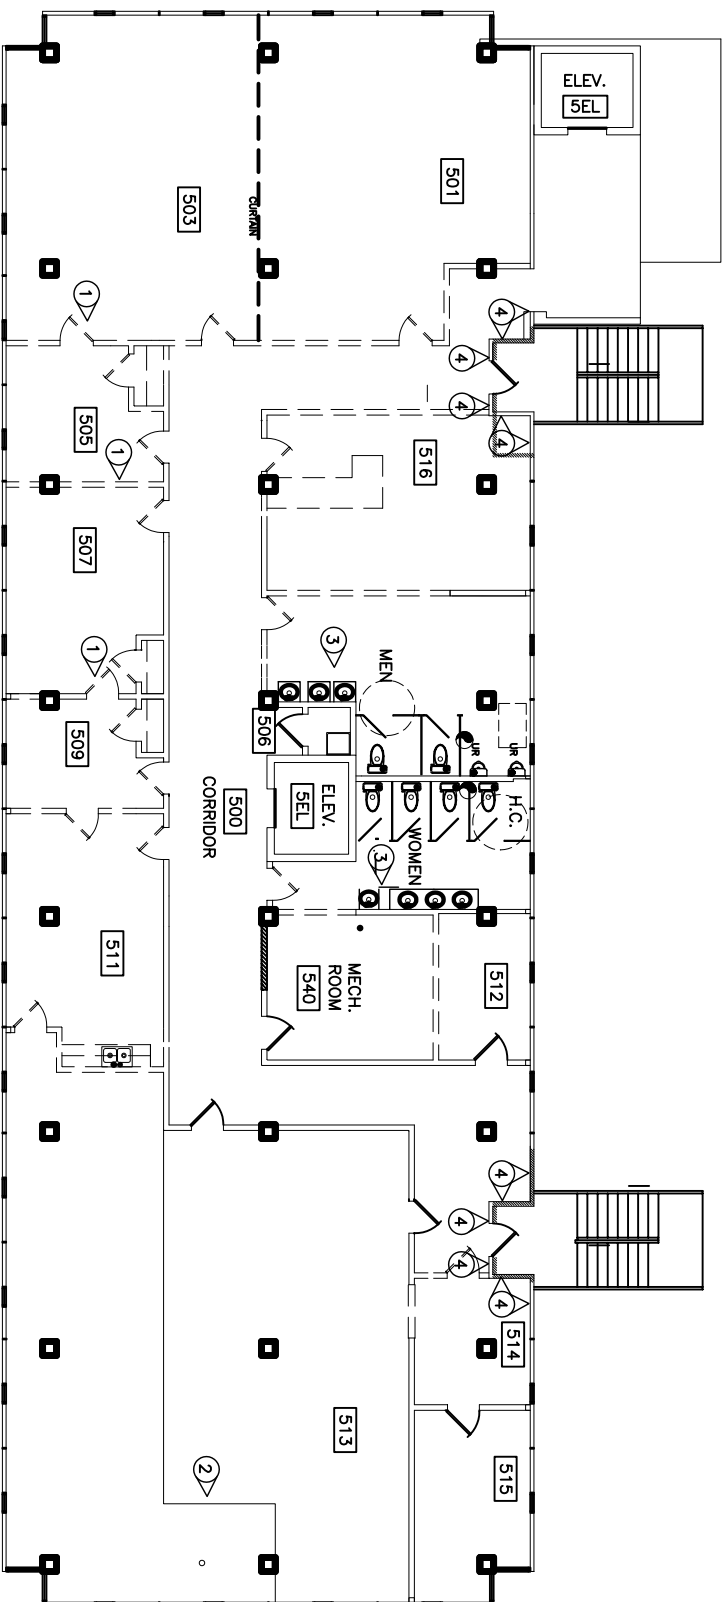 ELEV.
5EL
501
503
CURTAIN
1
4
4
4
4
505
1
516
507
3
MEN
1
506
UR
UR
509
ELEV.
5EL
H.C.
500
CORRIDOR
WOMEN
3
511
512
MECH.
ROOM
540
4
4
4
4
514
513
515
2